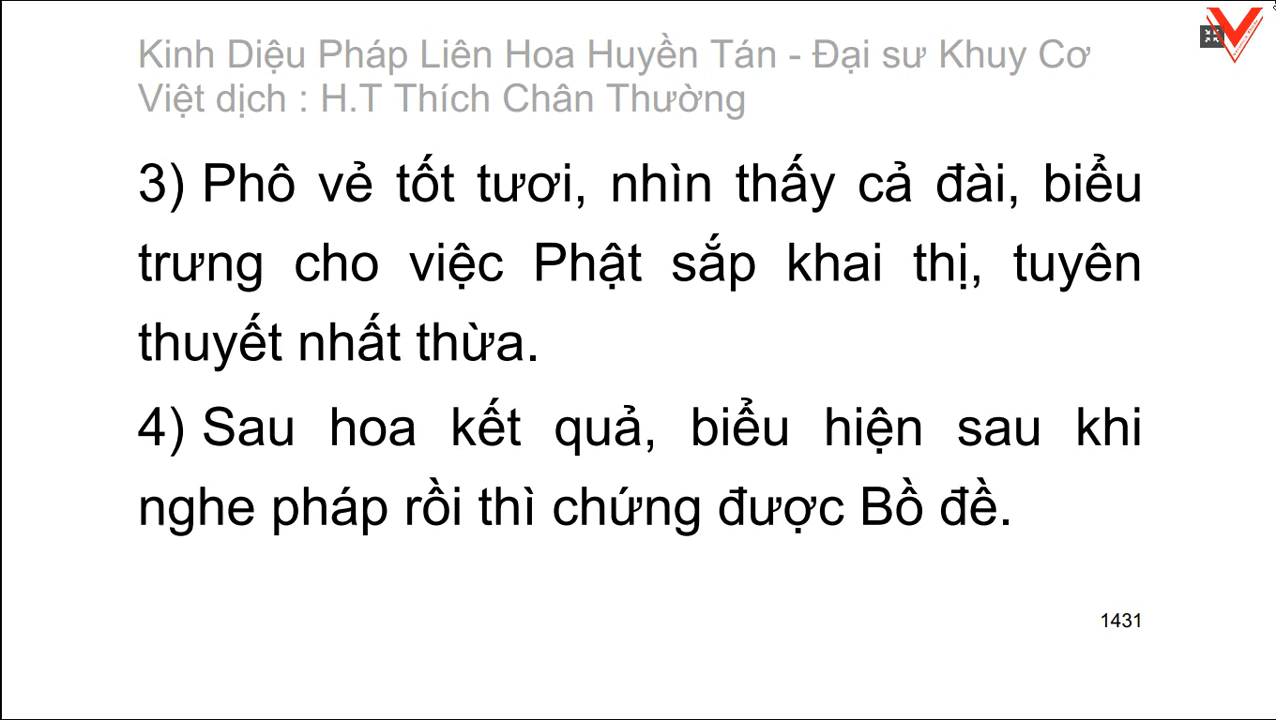 Kinh Diệu Pháp Liên Hoa Huyền Tán - Đại sư Khuy Cơ
Việt dịch : H.T Thích Chân Thường
3) Phô vẻ tốt tươi, nhìn thấy cả đài, biểu
trưng cho việc Phật sắp khai thị, tuyên
thuyết nhất thừa.
4) Sau hoa kết quả, biểu hiện sau khi
nghe pháp rồi thì chứng được Bồ đề.
1431